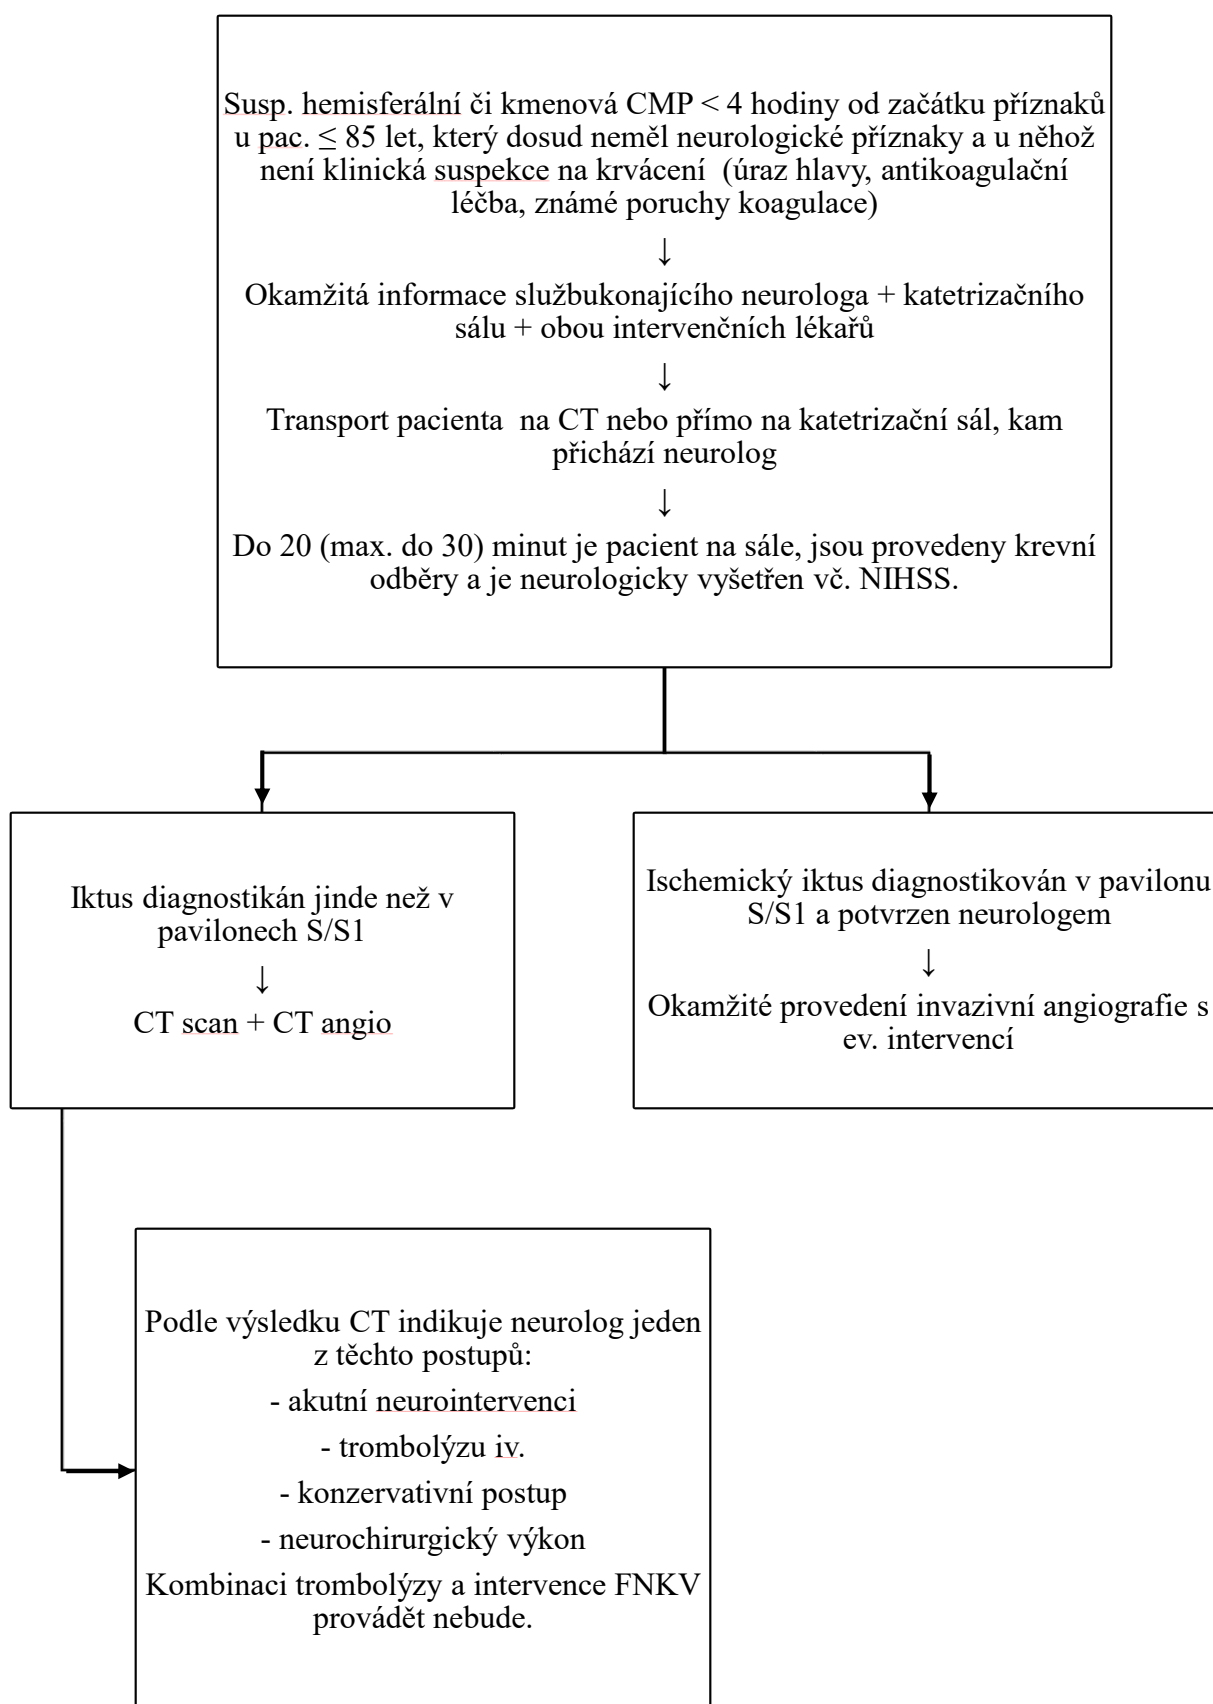 Susp. hemisferální či kmenová CMP < 4 hodiny od začátku příznaků
u pac. ≤ 85 let, který dosud neměl neurologické příznaky a u něhož
není klinická suspekce na krvácení  (úraz hlavy, antikoagulační
léčba, známé poruchy koagulace)
↓
Okamžitá informace službukonajícího neurologa + katetrizačního
sálu + obou intervenčních lékařů
↓
Transport pacienta  na CT nebo přímo na katetrizační sál, kam
přichází neurolog
↓
Do 20 (max. do 30) minut je pacient na sále, jsou provedeny krevní
odběry a je neurologicky vyšetřen vč. NIHSS.
Iktus diagnostikán jinde než v
pavilonech S/S1
↓
CT scan + CT angio
Ischemický iktus diagnostikován v pavilonu
S/S1 a potvrzen neurologem
↓
Okamžité provedení invazivní angiografie s
ev. intervencí
Podle výsledku CT indikuje neurolog jeden
z těchto postupů:
- akutní neurointervenci
- trombolýzu iv.
- konzervativní postup
- neurochirurgický výkon
Kombinaci trombolýzy a intervence FNKV
provádět nebude.